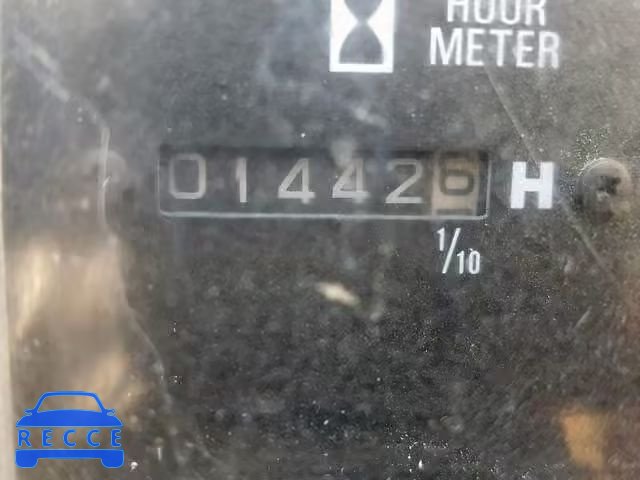 HOUR
METER
014426 H
1/10
RECCE